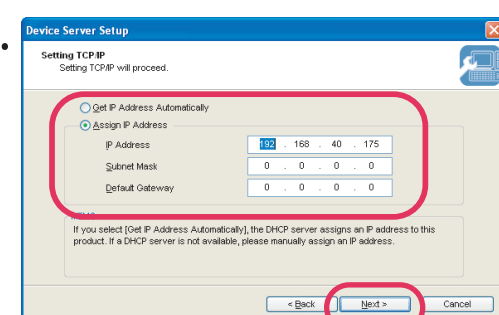 Device Server Setup
Setting TCP/IP
Setting TCP/IP will proceed.
Get IP Address Automatically
Assign IP Address
IP Address 192 . 168 . 40 . 175
Subnet Mask 0 . 0 . 0 . 0
Default Gateway 0 . 0 . 0 . 0
If you select [Get IP Address Automatically], the DHCP server assigns an IP address to this
product. If a DHCP server is not available, please manually assign an IP address.
< Back Next > Cancel